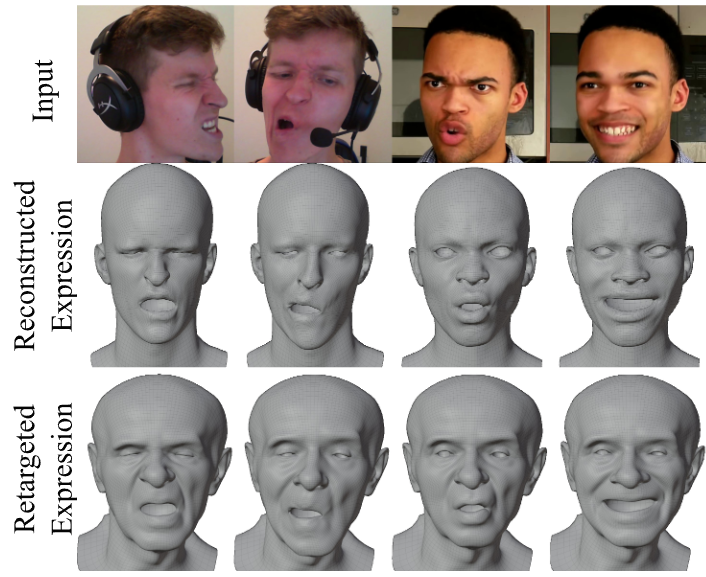 Input
Reconstructed
Expression
Retargeted
Expression